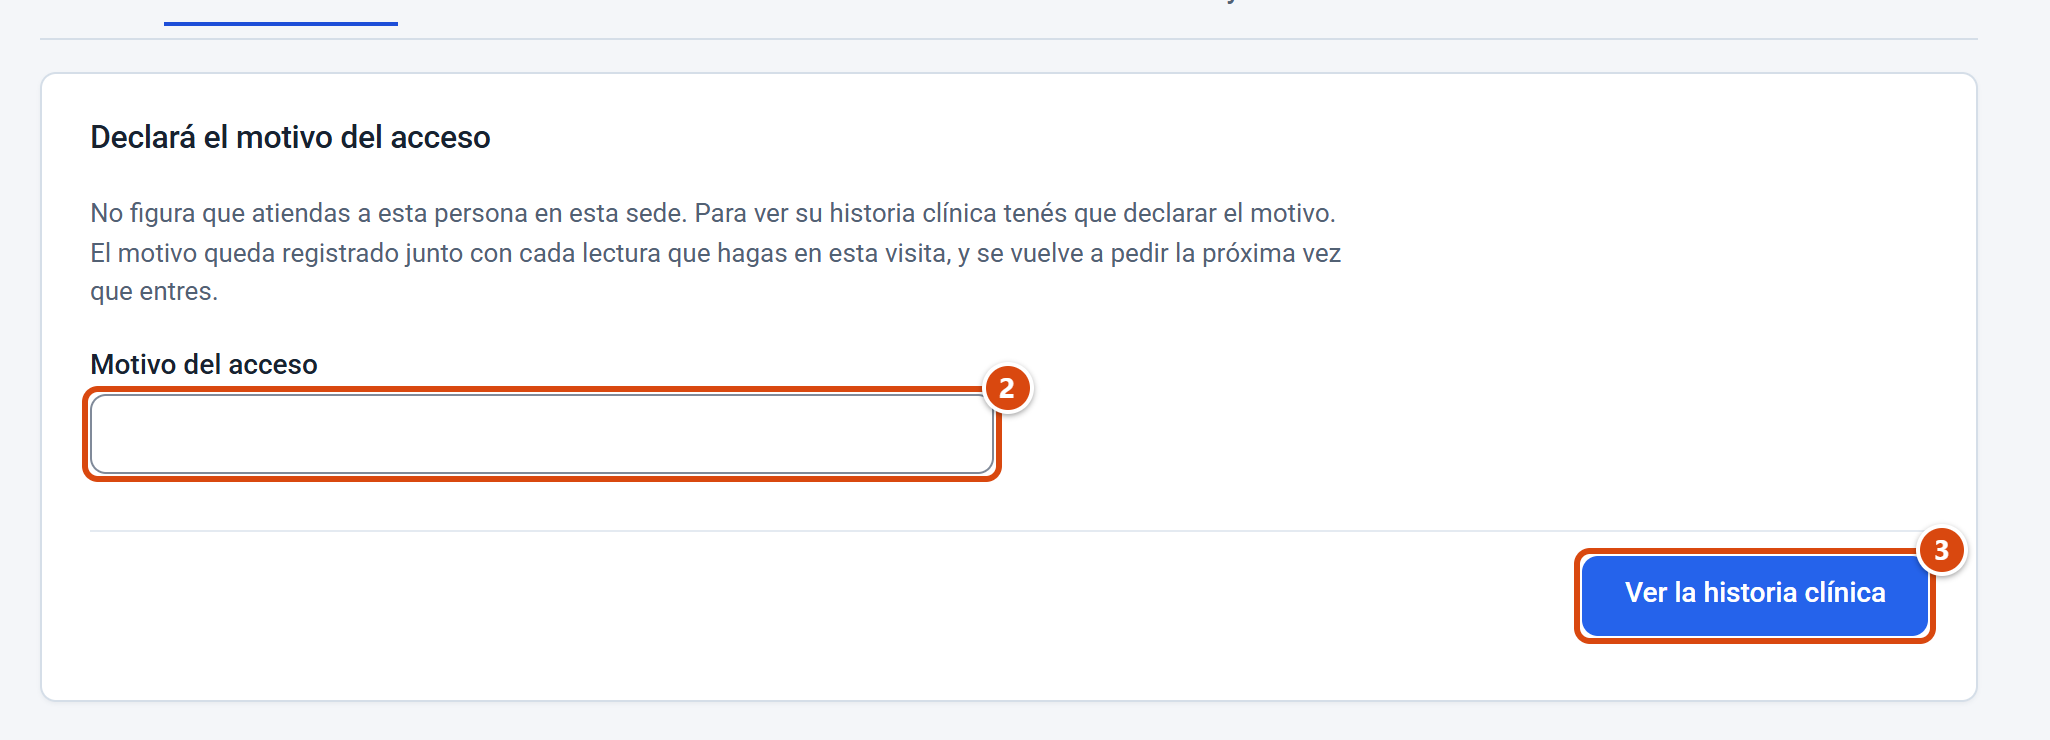 Declará el motivo del acceso
No figura que atiendas a esta persona en esta sede. Para ver su historia clínica tenés que declarar el motivo.
El motivo queda registrado junto con cada lectura que hagas en esta visita, y se vuelve a pedir la próxima vez
que entres.
Motivo del acceso
2
3
Ver la historia clínica